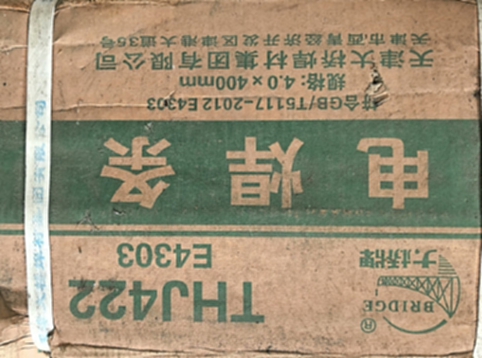 BRIDGE®
大桥牌
THJ422
E4303
电焊条
符合GB/T5117-2012 E4303
规格: 4.0×400mm
天津大桥焊材集团有限公司
天津市西青经济开发区津港大道35号